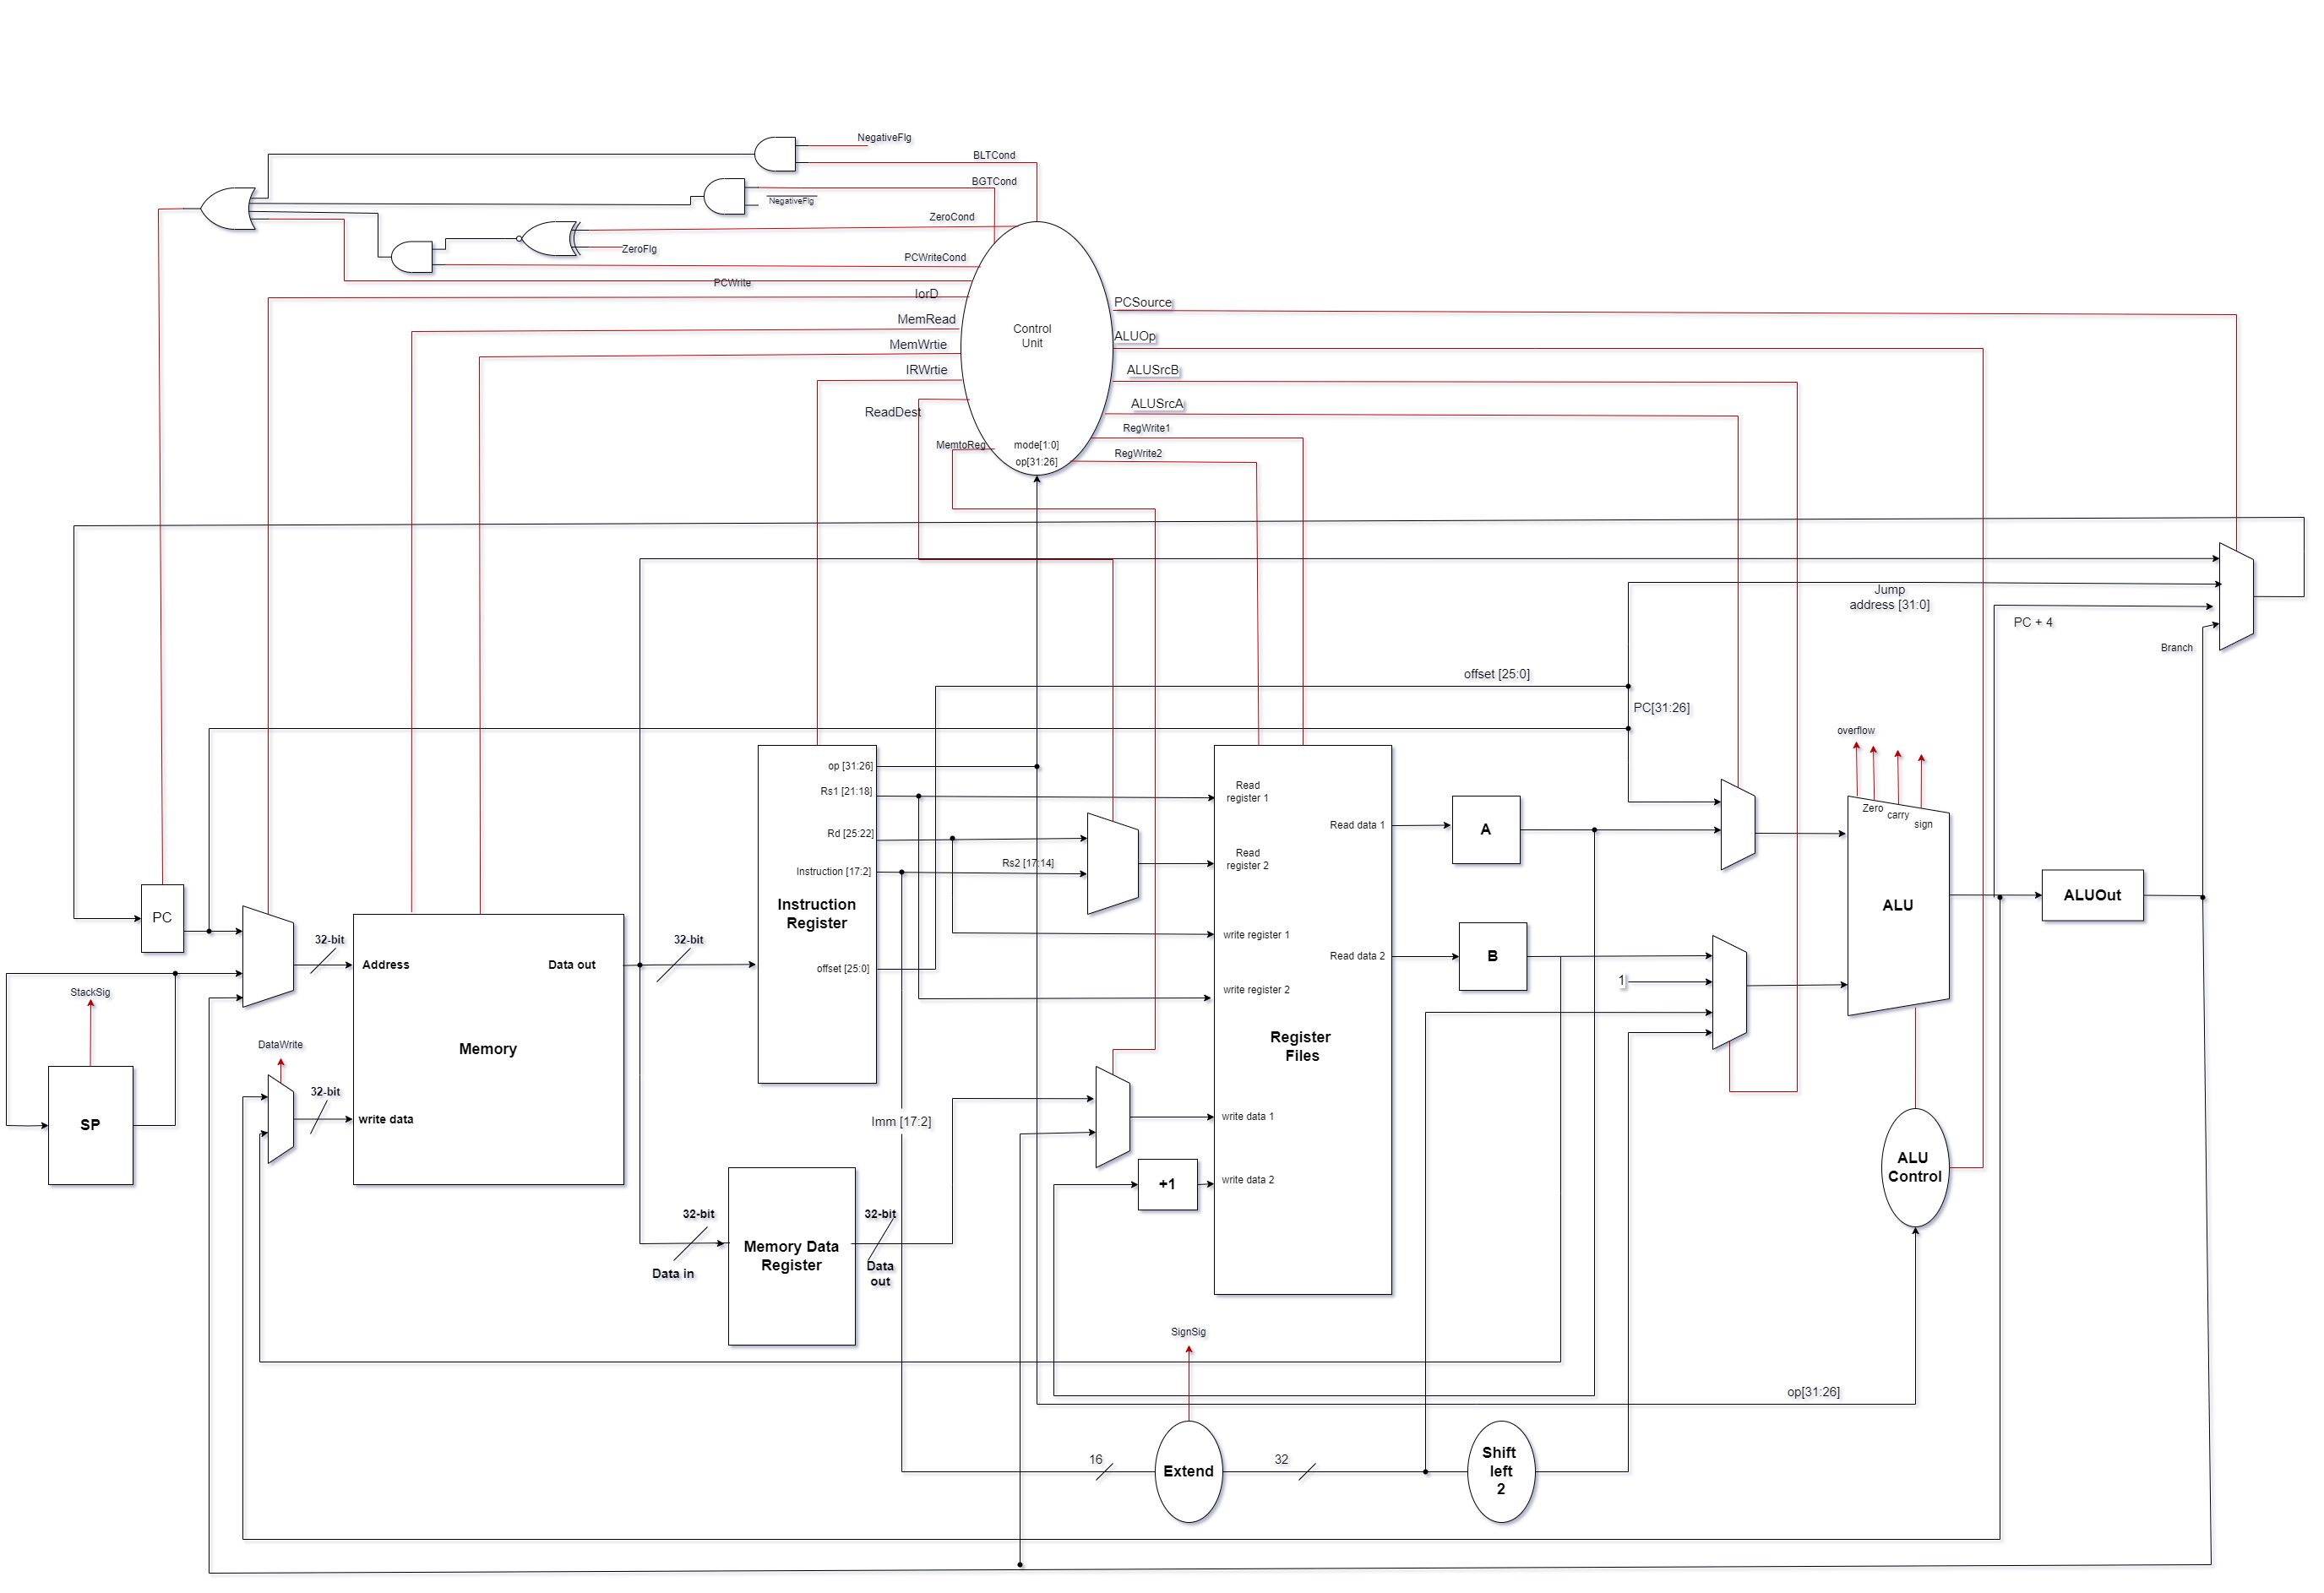 NegativeFlg
BLTCond
BGTCond
NegativeFlg
ZeroCond
ZeroFlg
PCWriteCond
PCWrite
IorD
MemRead
MemWrtie
IRWrtie
ReadDest
MemtoReg
Control
Unit
mode[1:0]
op[31:26]
PCSource
ALUOp
ALUSrcB
ALUSrcA
RegWrite1
RegWrite2
Jump
address [31:0]
PC + 4
Branch
offset [25:0]
PC[31:26]
overflow
Zero
carry
sign
op [31:26]
Rs1 [21:18]
Rd [25:22]
Instruction [17:2]
Instruction
Register
offset [25:0]
Rs2 [17:14]
Read
register 1
Read
register 2
write register 1
write register 2
Register
Files
write data 1
write data 2
Read data 1
Read data 2
A
B
1
ALU
ALUOut
PC
32-bit
Address
Data out
32-bit
StackSig
SP
DataWrite
32-bit
write data
Memory
Imm [17:2]
+1
ALU
Control
32-bit
Data in
Memory Data
Register
32-bit
Data
out
SignSig
op[31:26]
16
Extend
32
Shift
left
2